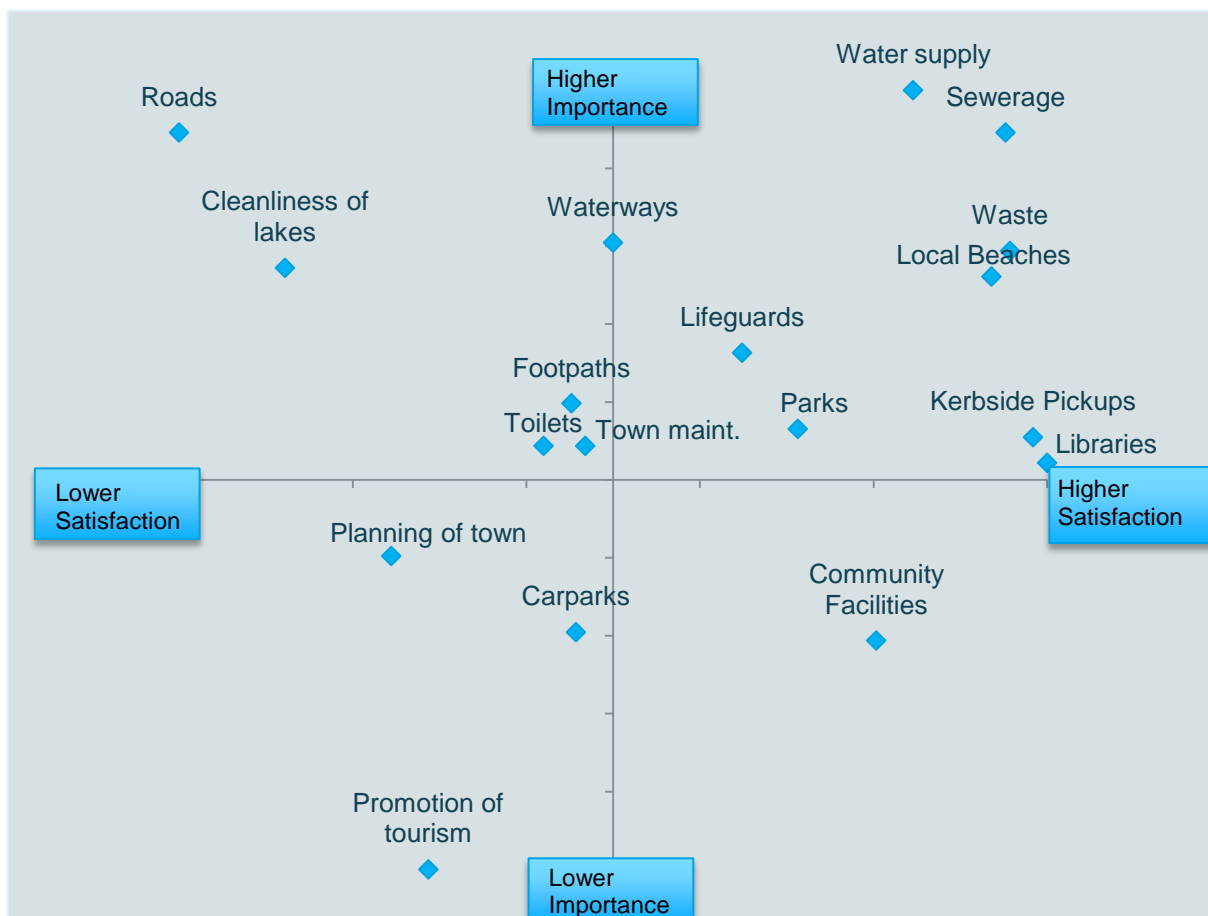 Water supply
Higher
Importance
Roads
Sewerage
Cleanliness of
lakes
Waterways
Waste
Local Beaches
Lifeguards
Footpaths
Parks
Kerbside Pickups
Toilets
Town maint.
Libraries
Lower
Satisfaction
Higher
Satisfaction
Planning of town
Community
Facilities
Carparks
Promotion of
tourism
Lower
Importance